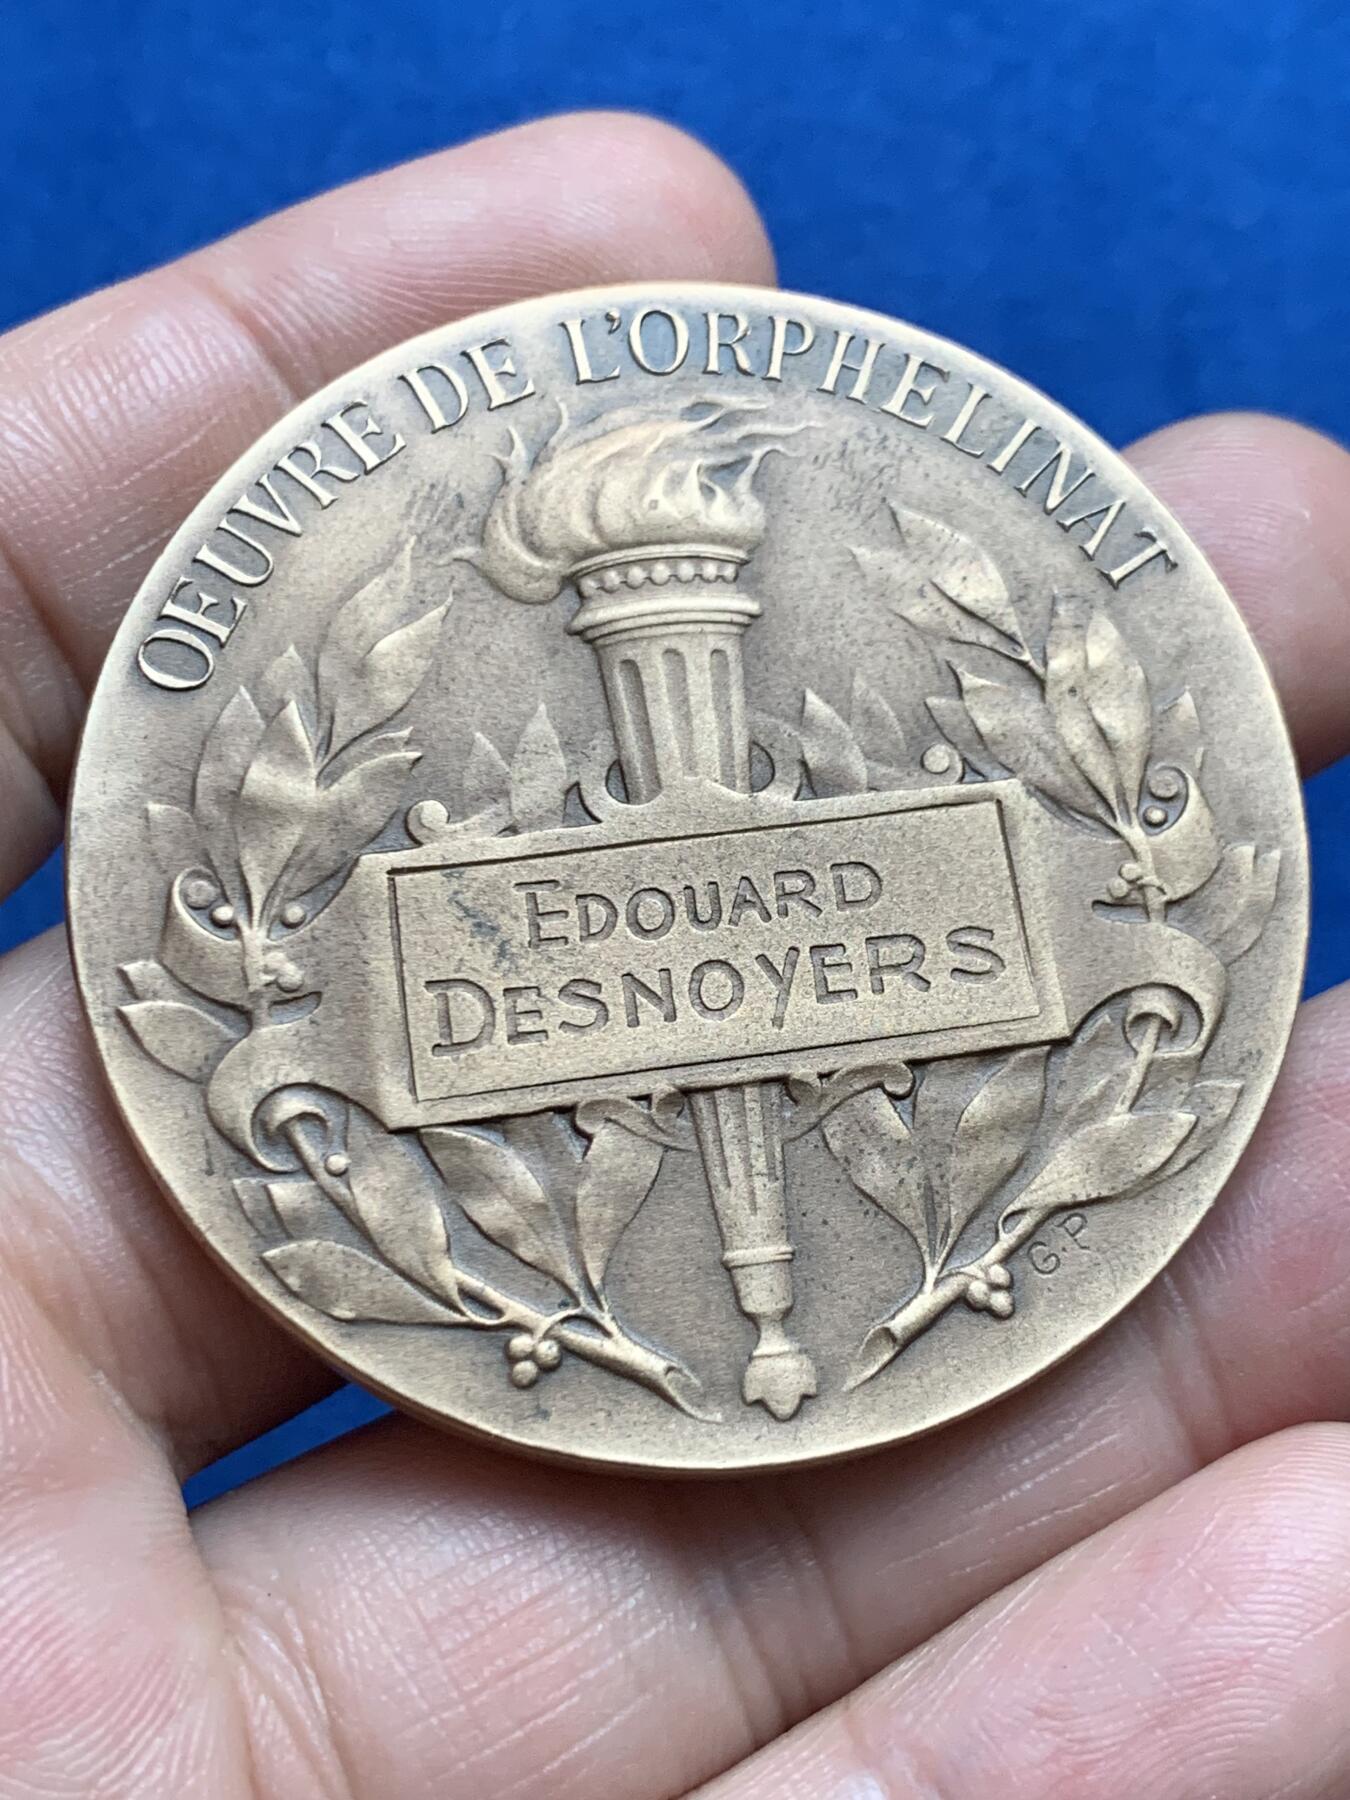 OEUVRE DE L'ORPHELINAT
EDOUARD
DESNOYERS
G.P